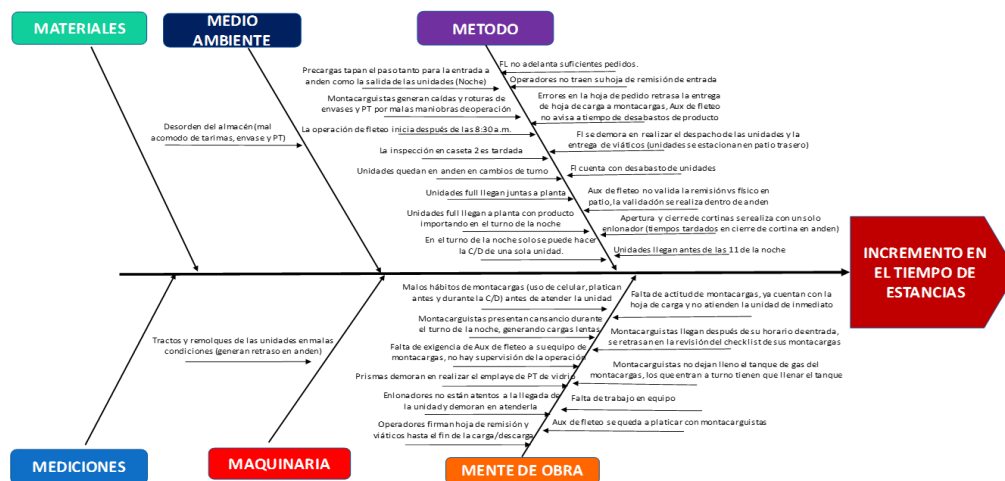 MATERIALES
MEDIO
AMBIENTE
METODO
FL no adelanta suficientes pedidos.
Precargas tapan el paso tanto para la entrada a
anden como la salida de las unidades (Noche)
Operadores no traen su hoja de remisión de entrada
Montacarguistas generan caídas y roturas de
envases y PT por malas maniobras de operación
Errores en la hoja de pedido retrasa la entrega
de hoja de carga a montacargas, Aux de fleteo
no avisa a tiempo de desabastos de producto
Desorden del almacén (mal
acomodo de tarimas, envase y PT)
La operación de fleteo inicia después de las 8:30 a.m.
Fl se demora en realizar el despacho de las unidades y la
entrega de viáticos (unidades se estacionan en patio trasero)
La inspección en caseta 2 es tardada
Fl cuenta con desabasto de unidades
Unidades quedan en anden en cambios de turno
Unidades full llegan juntas a planta
Aux de fleteo no valida la remisión vs físico en
patio, la validación se realiza dentro de anden
Unidades full llegan a planta con producto
importando en el turno de la noche
Apertura y cierre de cortinas se realiza con un solo
enlonador (tiempos tardados en cierre de cortina en anden)
En el turno de la noche solo se puede hacer
la C/D de una sola unidad.
Unidades llegan antes de las 11 de la noche
INCREMENTO EN
EL TIEMPO DE
ESTANCIAS
Malos hábitos de montacargas (uso de celular, platican
antes y durante la C/D) antes de atender la unidad
Falta de actitud de montacargas, ya cuentan con la
hoja de carga y no atienden la unidad de inmediato
Montacarguistas presentan cansancio durante
el turno de la noche, generando cargas lentas
Montacarguistas llegan después de su horario de entrada,
se retrasan en la revisión del checklist de sus montacargas
Tractos y remolques de las unidades en malas
condiciones (generan retraso en anden)
Falta de exigencia de Aux de fleteo a su equipo de
montacargas, no hay supervisión de la operación
Montacarguistas no dejan lleno el tanque de gas del
montacargas, los que entran a turno tienen que llenar el tanque
Prismas demoran en realizar el emplaye de PT de vidrio
Enlonadores no están atentos a la llegada de
la unidad y demoran en atenderla
Falta de trabajo en equipo
Operadores firman hoja de remisión y
viáticos hasta el fin de la carga/descarga
Aux de fleteo se queda a platicar con montacarguistas
MEDICIONES
MAQUINARIA
MENTE DE OBRA